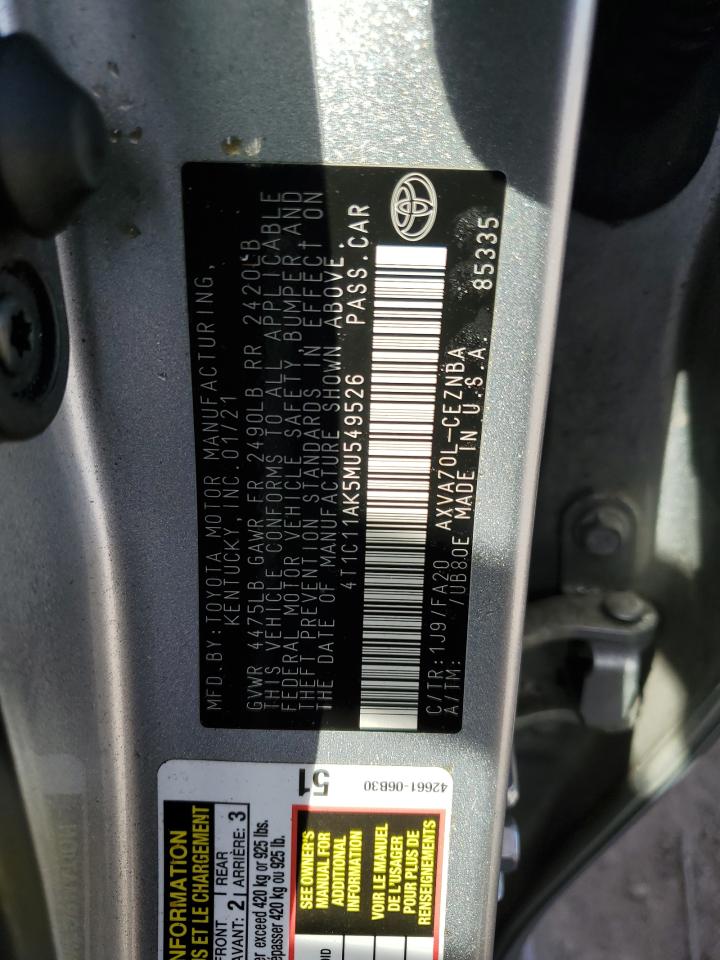 MFD. BY: TOYOTA MOTOR MANUFACTURING,
KENTUCKY, INC. 01/21
GVWR 4475LB GAWR FR 2490LB RR 2420LB
THIS VEHICLE CONFORMS TO ALL APPLICABLE
FEDERAL MOTOR VEHICLE SAFETY, BUMPER AND
THEFT PREVENTION STANDARDS IN EFFECT ON
THE DATE OF MANUFACTURE SHOWN ABOVE.
4T1C11AK5MU549526 PASS. CAR
C/TR: 1J9/FA20 AXVA70L-CEZNBA
A/TM: /UB80E MADE IN U.S.A. 85335
51
42661-06B30
INFORMATION
ET LE CHARGEMENT
FRONT
AVANT: 2
REAR
ARRIÈRE: 3
exceed 420 kg or 925 lbs.
420 kg ou 925 lb.
SEE OWNER'S
MANUAL FOR
ADDITIONAL
INFORMATION
VOIR LE MANUEL
DE L'USAGER
POUR PLUS DE
RENSEIGNEMENTS